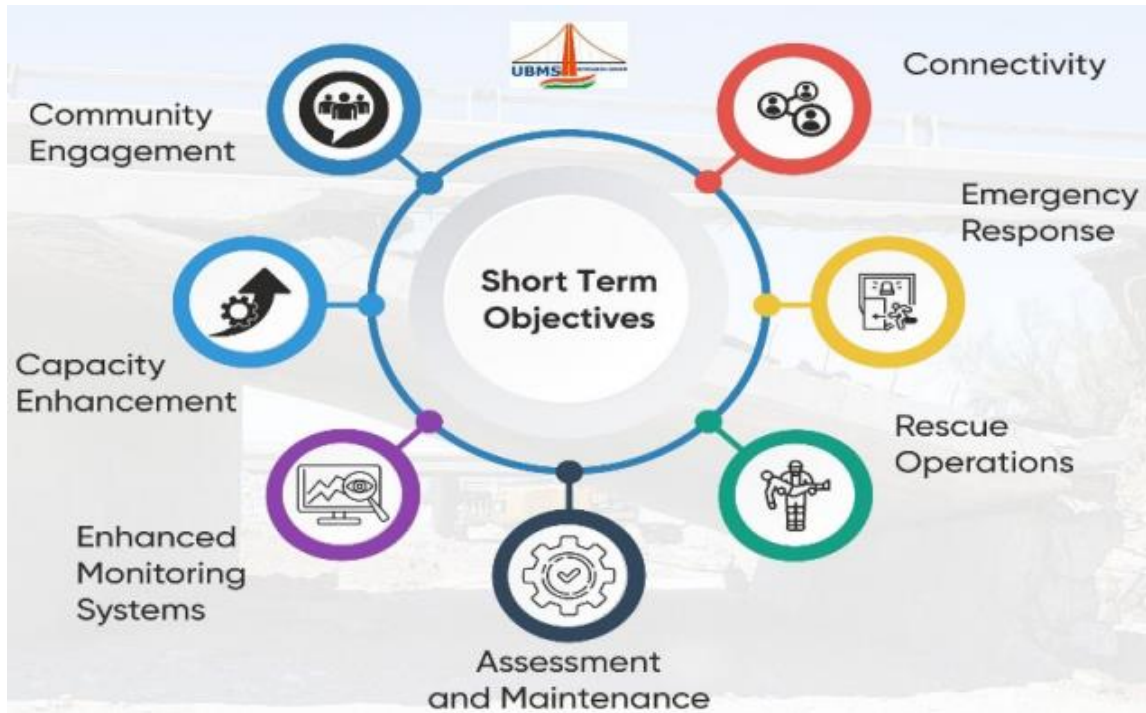 UBMS
Connectivity
Community
Engagement
Emergency
Response
Short Term
Objectives
Capacity
Enhancement
Rescue
Operations
Enhanced
Monitoring
Systems
Assessment
and Maintenance